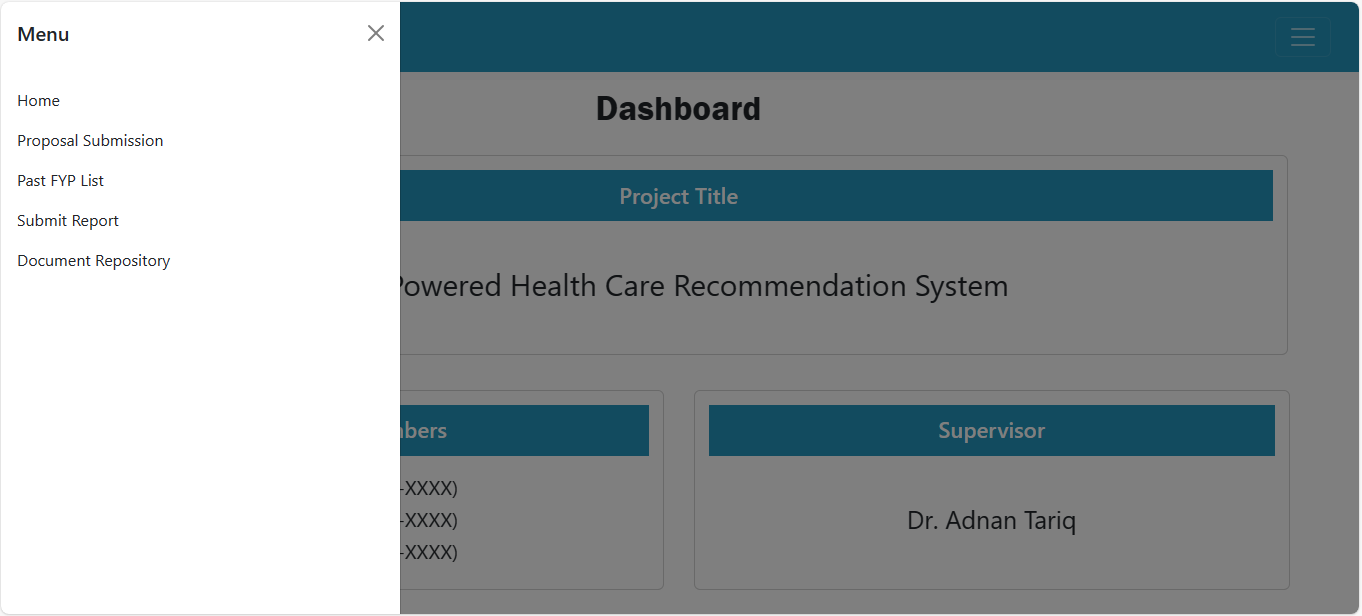 Menu
Home
Proposal Submission
Past FYP List
Submit Report
Document Repository
Dashboard
Project Title
Powered Health Care Recommendation System
-XXXX)
-XXXX)
-XXXX)
Supervisor
Dr. Adnan Tariq